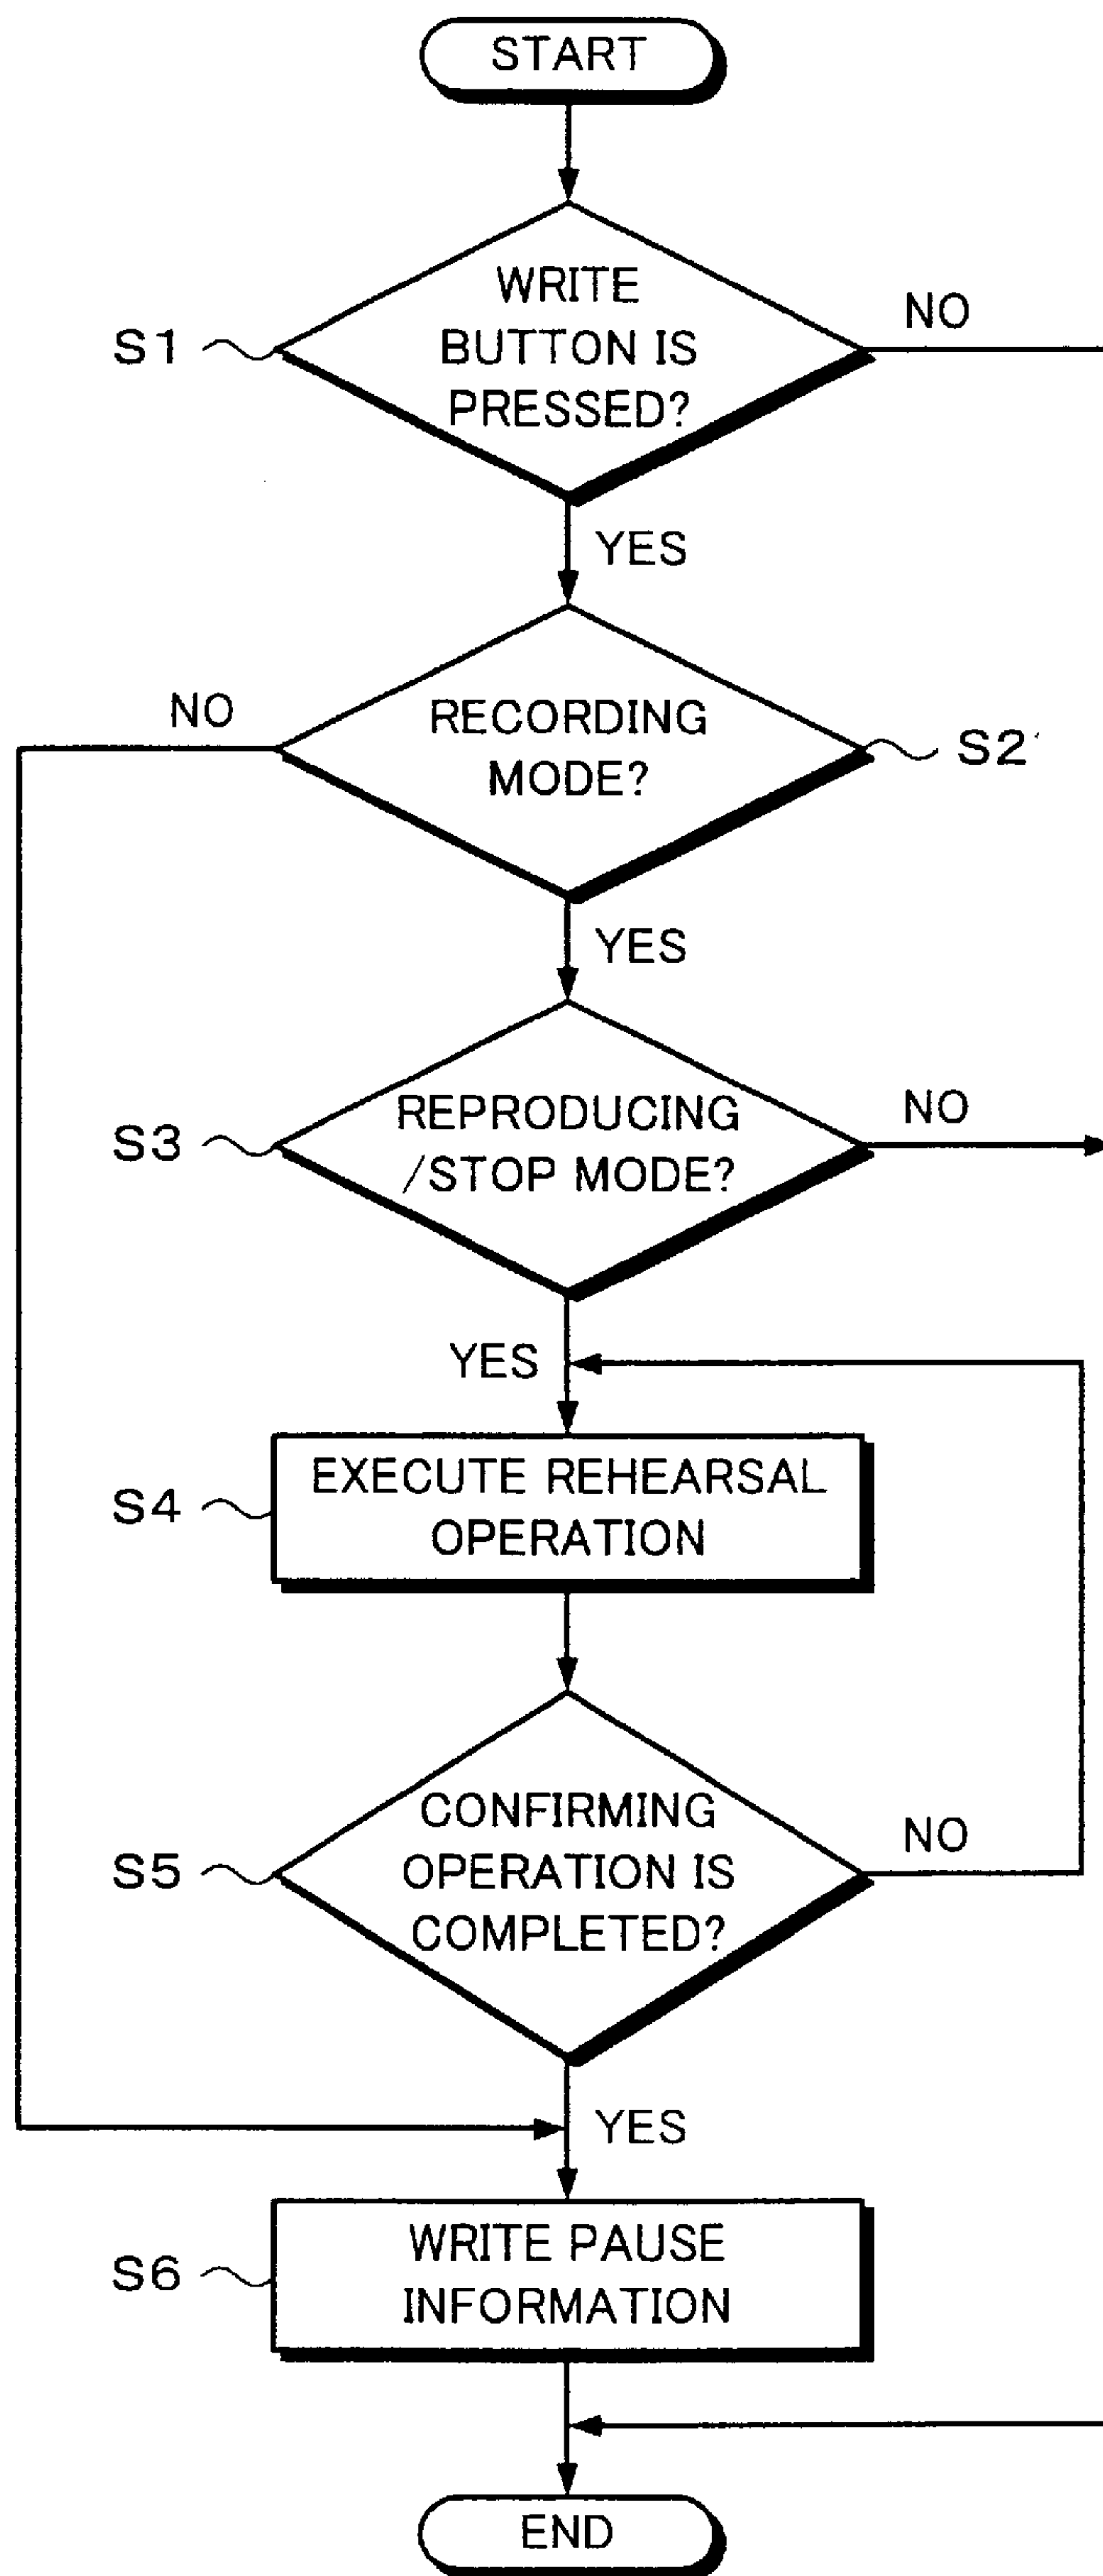 START
WRITE
BUTTON IS
PRESSED?
S1
NO
YES
NO
RECORDING
MODE?
S2
YES
S3
REPRODUCING
/STOP MODE?
NO
YES
S4
EXECUTE REHEARSAL
OPERATION
S5
CONFIRMING
OPERATION IS
COMPLETED?
NO
YES
S6
WRITE PAUSE
INFORMATION
END